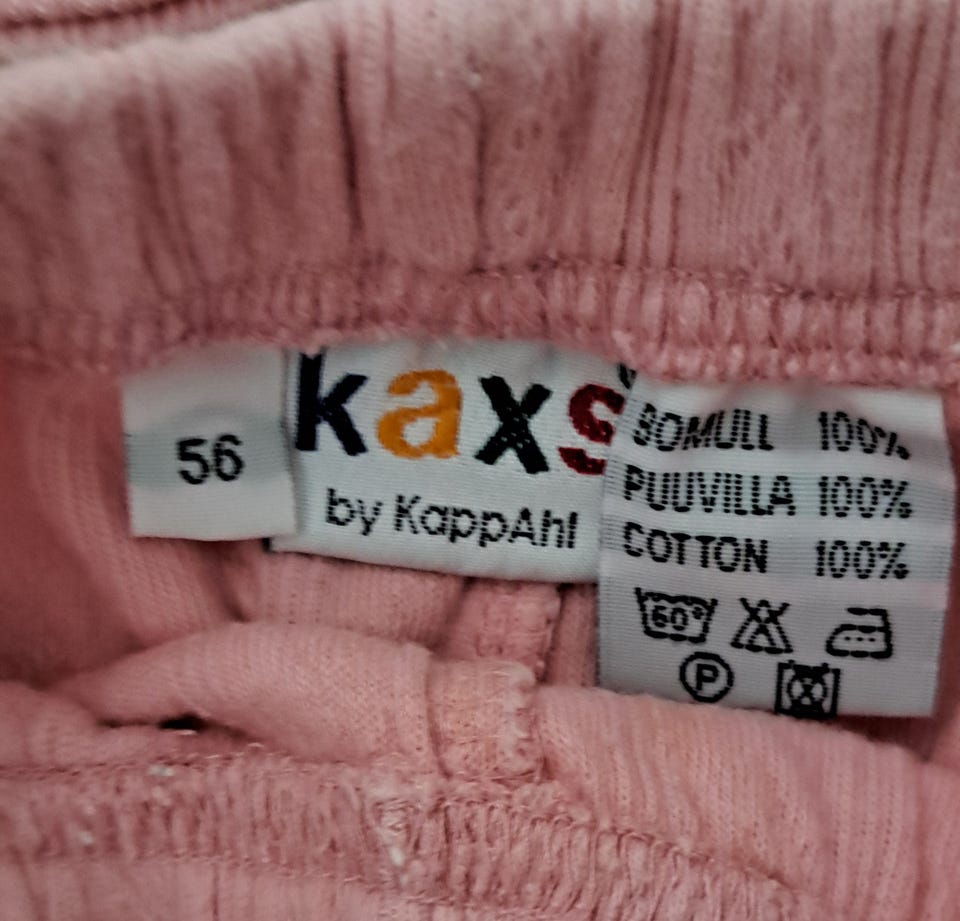 56
kaxs
by KappAhl
BOMULL 100%
PUUVILLA 100%
COTTON 100%
60°
P